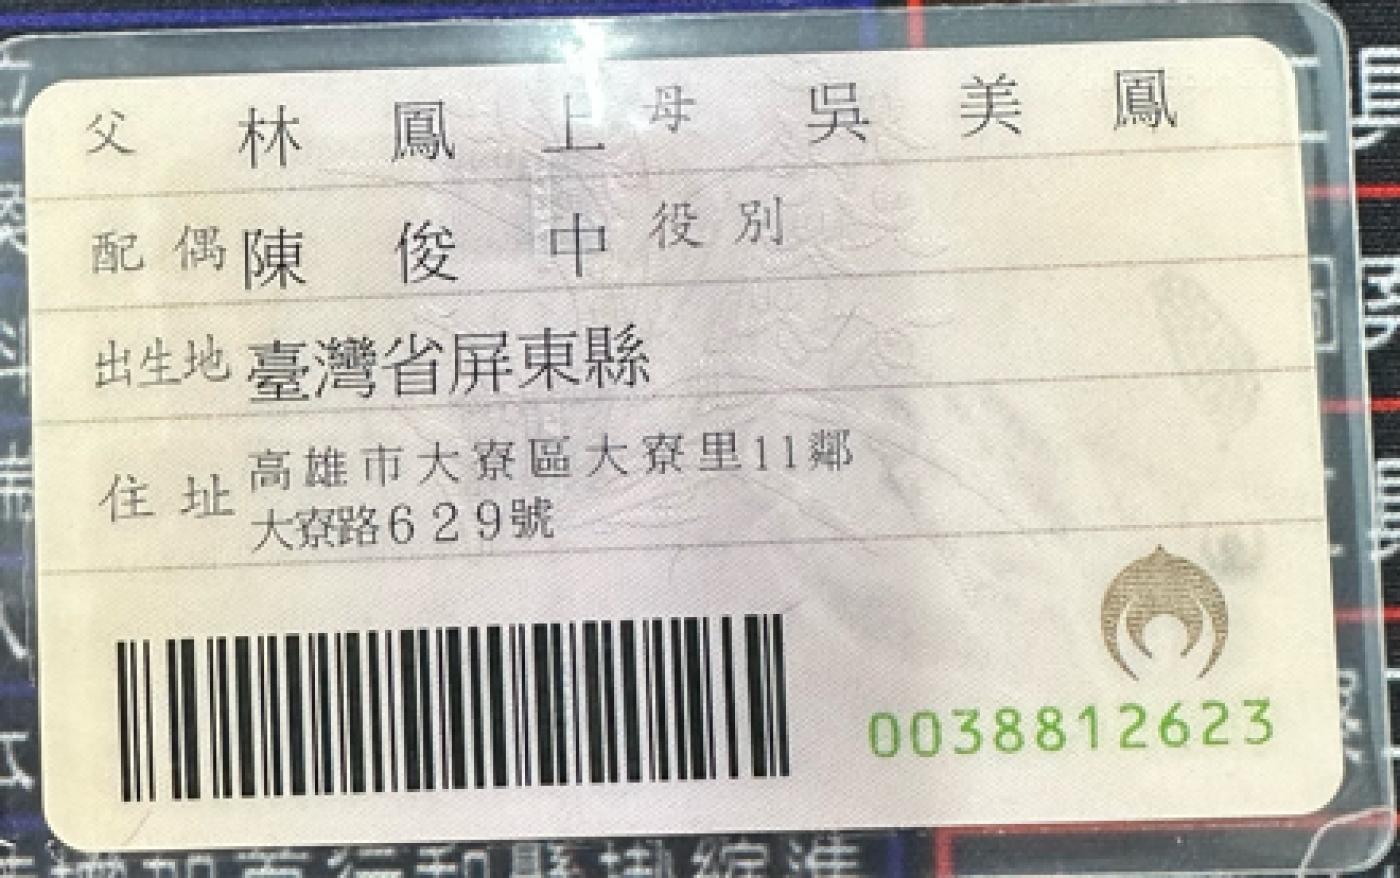 父 林鳳上 母 吳美鳳
配偶 陳俊中 役別
出生地 臺灣省屏東縣
住址 高雄市大寮區大寮里11鄰
大寮路629號
0038812623